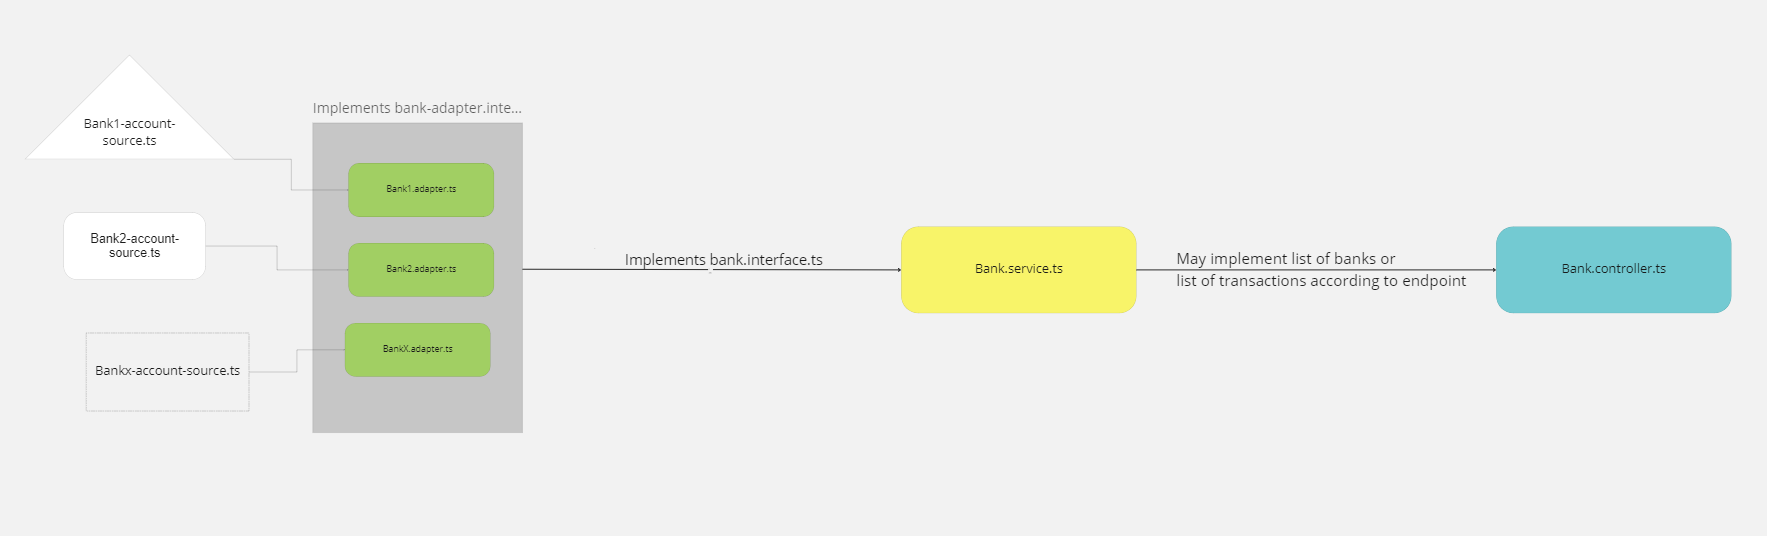 Implements bank-adapter.inte...
Bank1-account-
source.ts
Bank1.adapter.ts
Bank2-account-
source.ts
Bank2.adapter.ts
Bankx-account-source.ts
BankX.adapter.ts
Implements bank.interface.ts
Bank.service.ts
May implement list of banks or
list of transactions according to endpoint
Bank.controller.ts